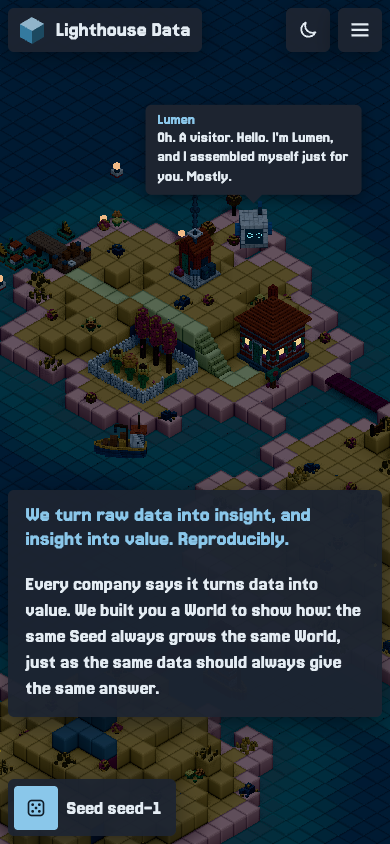 Lighthouse Data
Lumen
Oh. A visitor. Hello. I'm Lumen,
and I assembled myself just for
you. Mostly.
We turn raw data into insight, and
insight into value. Reproducibly.
Every company says it turns data into
value. We built you a World to show how: the
same Seed always grows the same World,
just as the same data should always give
the same answer.
Seed seed-1